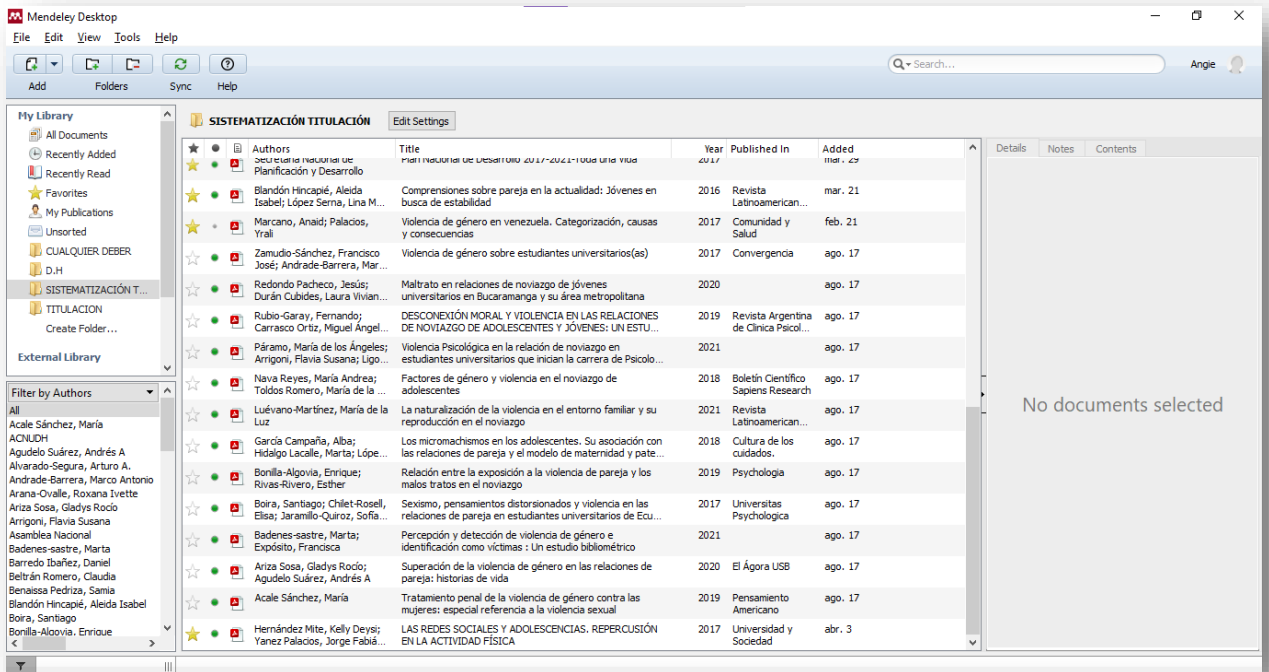 Mendeley Desktop
File Edit View Tools Help
Search...
Angie
Add Folders Sync Help
My Library
All Documents
Recently Added
Recently Read
Favorites
My Publications
Unsorted
CUALQUIER DEBER
D.H
SISTEMATIZACIÓN T...
TITULACION
Create Folder...
External Library
Filter by Authors
All
Acale Sánchez, María
ACNUDH
Agudelo Suárez, Andrés A
Alvarado-Segura, Arturo A.
Andrade-Barrera, Marco Antonio
Arana-Ovalle, Roxana Ivette
Ariza Sosa, Gladys Rocío
Arrigoni, Flavia Susana
Asamblea Nacional
Badenes-sastre, Marta
Barredo Ibañez, Daniel
Beltrán Romero, Claudia
Benaissa Pedriza, Samia
Blandón Hincapié, Aleida Isabel
Boira, Santiago
Bonilla-Algovia, Enrique
SISTEMATIZACIÓN TITULACIÓN Edit Settings
Authors Title Year Published In Added
Secretaria Nacional de Plan Nacional de Desarrollo 2017-2021-Toda una Vida 2017 mar. 29
Planificación y Desarrollo
Blandón Hincapié, Aleida Comprensiones sobre pareja en la actualidad: Jóvenes en 2016 Revista mar. 21
Isabel; López Serna, Lina M... busca de estabilidad Latinoamerican...
Marcano, Anaid; Palacios, Violencia de género en venezuela. Categorización, causas 2017 Comunidad y feb. 21
Yrali y consecuencias Salud
Zamudio-Sánchez, Francisco Violencia de género sobre estudiantes universitarios(as) 2017 Convergencia ago. 17
José; Andrade-Barrera, Mar...
Redondo Pacheco, Jesús; Maltrato en relaciones de noviazgo de jóvenes 2020 ago. 17
Durán Cubides, Laura Vivian... universitarios en Bucaramanga y su área metropolitana
Rubio-Garay, Fernando; DESCONEXIÓN MORAL Y VIOLENCIA EN LAS RELACIONES 2019 Revista Argentina ago. 17
Carrasco Ortiz, Miguel Ángel... DE NOVIAZGO DE ADOLESCENTES Y JÓVENES: UN ESTU... de Clinica Psicol...
Páramo, María de los Ángeles; Violencia Psicológica en la relación de noviazgo en 2021 ago. 17
Arrigoni, Flavia Susana; Ligo... estudiantes universitarios que inician la carrera de Psicolo...
Nava Reyes, María Andrea; Factores de género y violencia en el noviazgo de 2018 Boletín Científico ago. 17
Toldos Romero, María de la ... adolescentes Sapiens Research
Luévano-Martínez, María de la La naturalización de la violencia en el entorno familiar y su 2021 Revista ago. 17
Luz reproducción en el noviazgo Latinoamerican...
García Campaña, Alba; Los micromachismos en los adolescentes. Su asociación con 2018 Cultura de los ago. 17
Hidalgo Lacalle, Marta; Lópe... las relaciones de pareja y el modelo de maternidad y pate... cuidados.
Bonilla-Algovia, Enrique; Relación entre la exposición a la violencia de pareja y los 2019 Psychologia ago. 17
Rivas-Rivero, Esther malos tratos en el noviazgo
Boira, Santiago; Chilet-Rosell, Sexismo, pensamientos distorsionados y violencia en las 2017 Universitas ago. 17
Elisa; Jaramillo-Quiroz, Sofía... relaciones de pareja en estudiantes universitarios de Ecu... Psychologica
Badenes-sastre, Marta; Percepción y detección de violencia de género e 2021 ago. 17
Expósito, Francisca identificación como víctimas : Un estudio bibliométrico
Ariza Sosa, Gladys Rocío; Superación de la violencia de género en las relaciones de 2020 El Ágora USB ago. 17
Agudelo Suárez, Andrés A pareja: historias de vida
Acale Sánchez, María Tratamiento penal de la violencia de género contra las 2019 Pensamiento ago. 17
mujeres: especial referencia a la violencia sexual Americano
Hernández Mite, Kelly Deysi; LAS REDES SOCIALES Y ADOLESCENCIAS. REPERCUSIÓN 2017 Universidad y abr. 3
Yanez Palacios, Jorge Fabiá... EN LA ACTIVIDAD FÍSICA Sociedad
Details Notes Contents
No documents selected